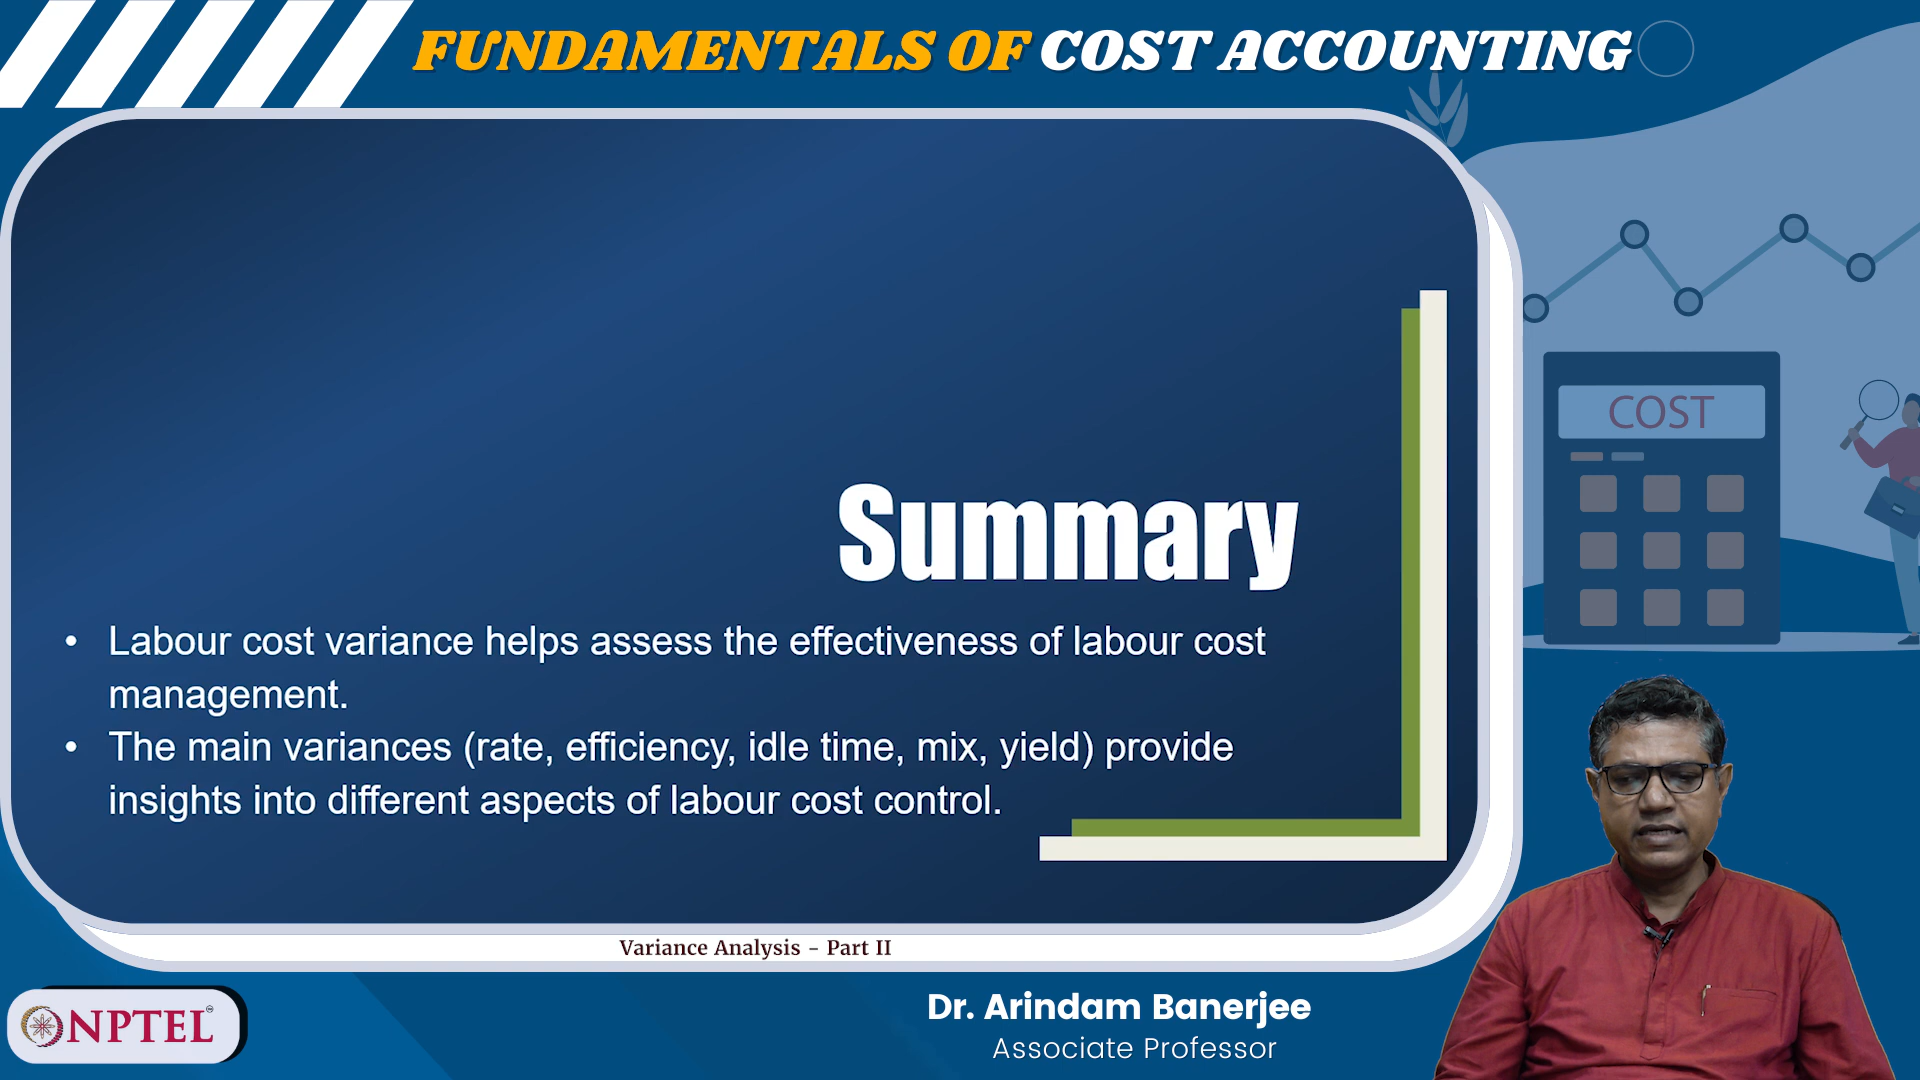 FUNDAMENTALS OF COST ACCOUNTING
COST
Summary
• Labour cost variance helps assess the effectiveness of labour cost
management.
• The main variances (rate, efficiency, idle time, mix, yield) provide
insights into different aspects of labour cost control.
Variance Analysis - Part II
NPTEL
Dr. Arindam Banerjee
Associate Professor